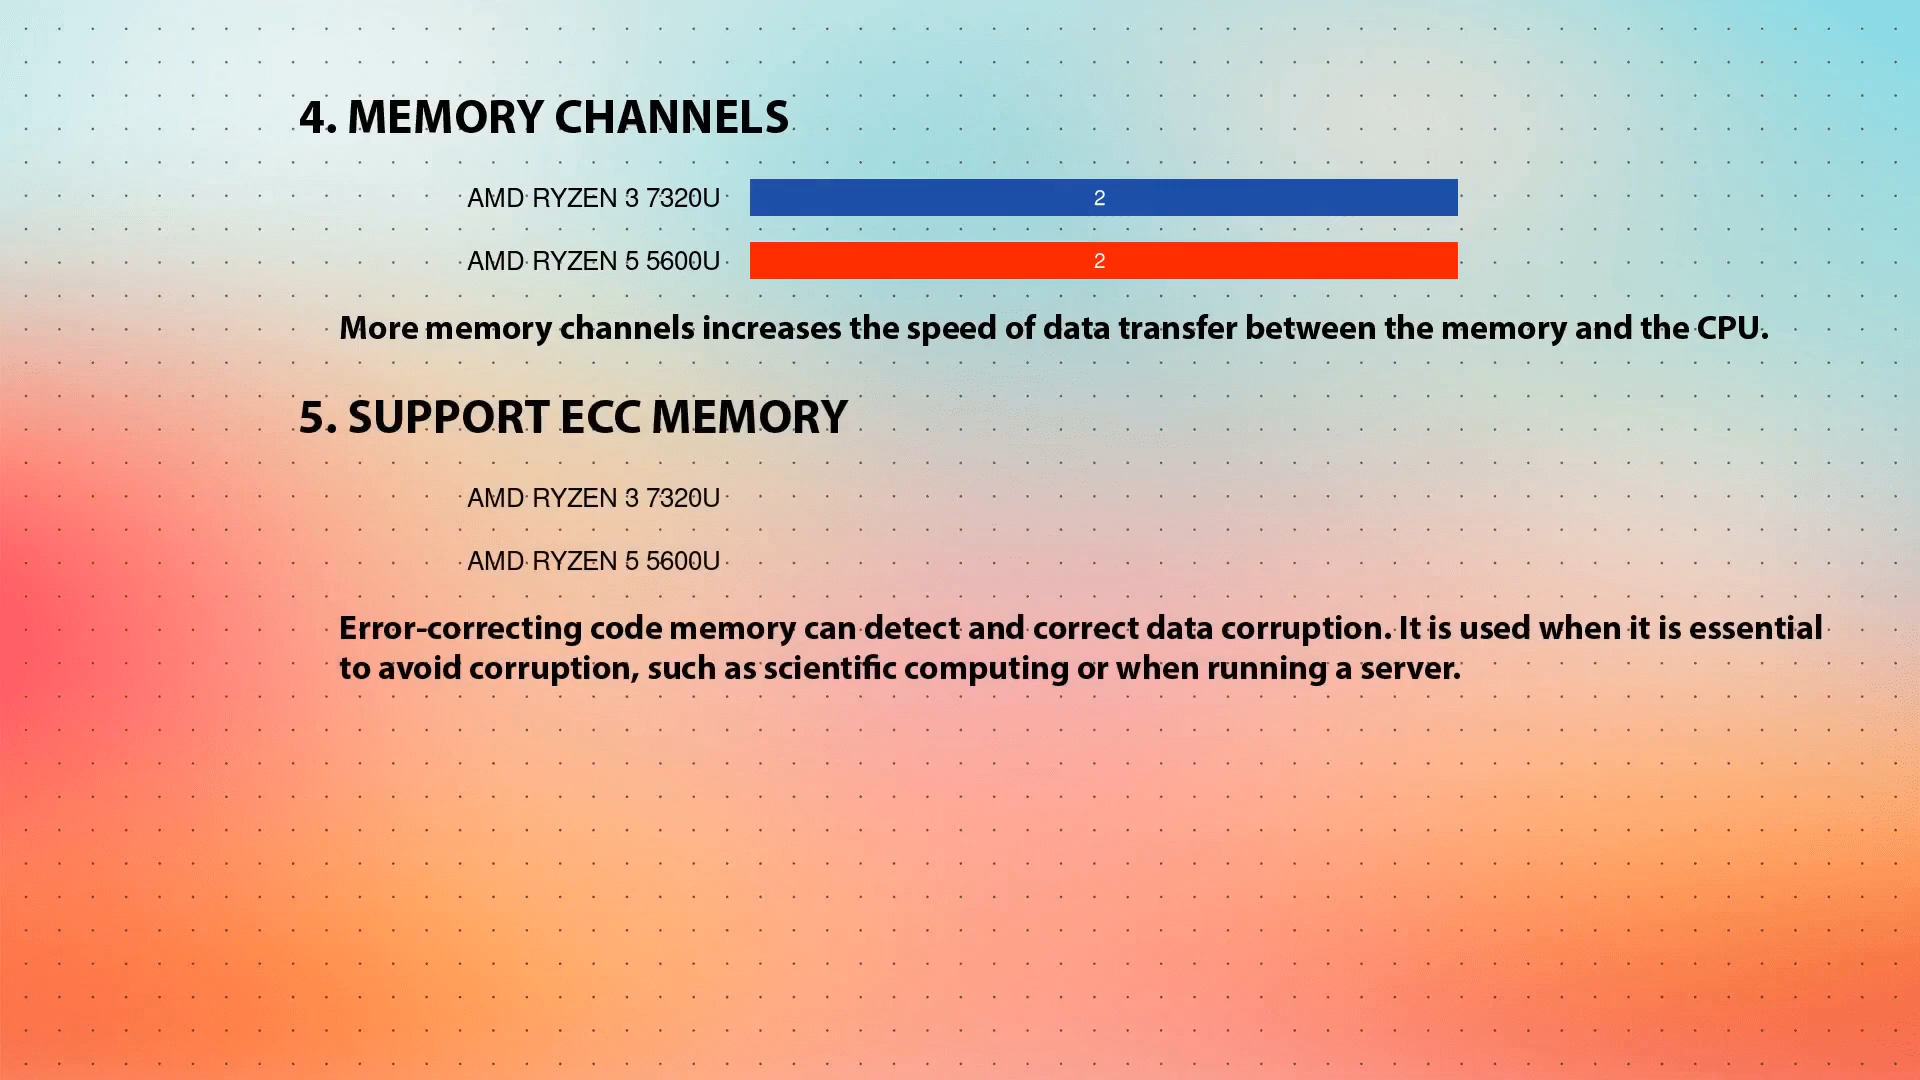 4. MEMORY CHANNELS
AMD RYZEN 3 7320U
2
AMD RYZEN 5 5600U
2
More memory channels increases the speed of data transfer between the memory and the CPU.
5. SUPPORT ECC MEMORY
AMD RYZEN 3 7320U
AMD RYZEN 5 5600U
Error-correcting code memory can detect and correct data corruption. It is used when it is essential
to avoid corruption, such as scientific computing or when running a server.